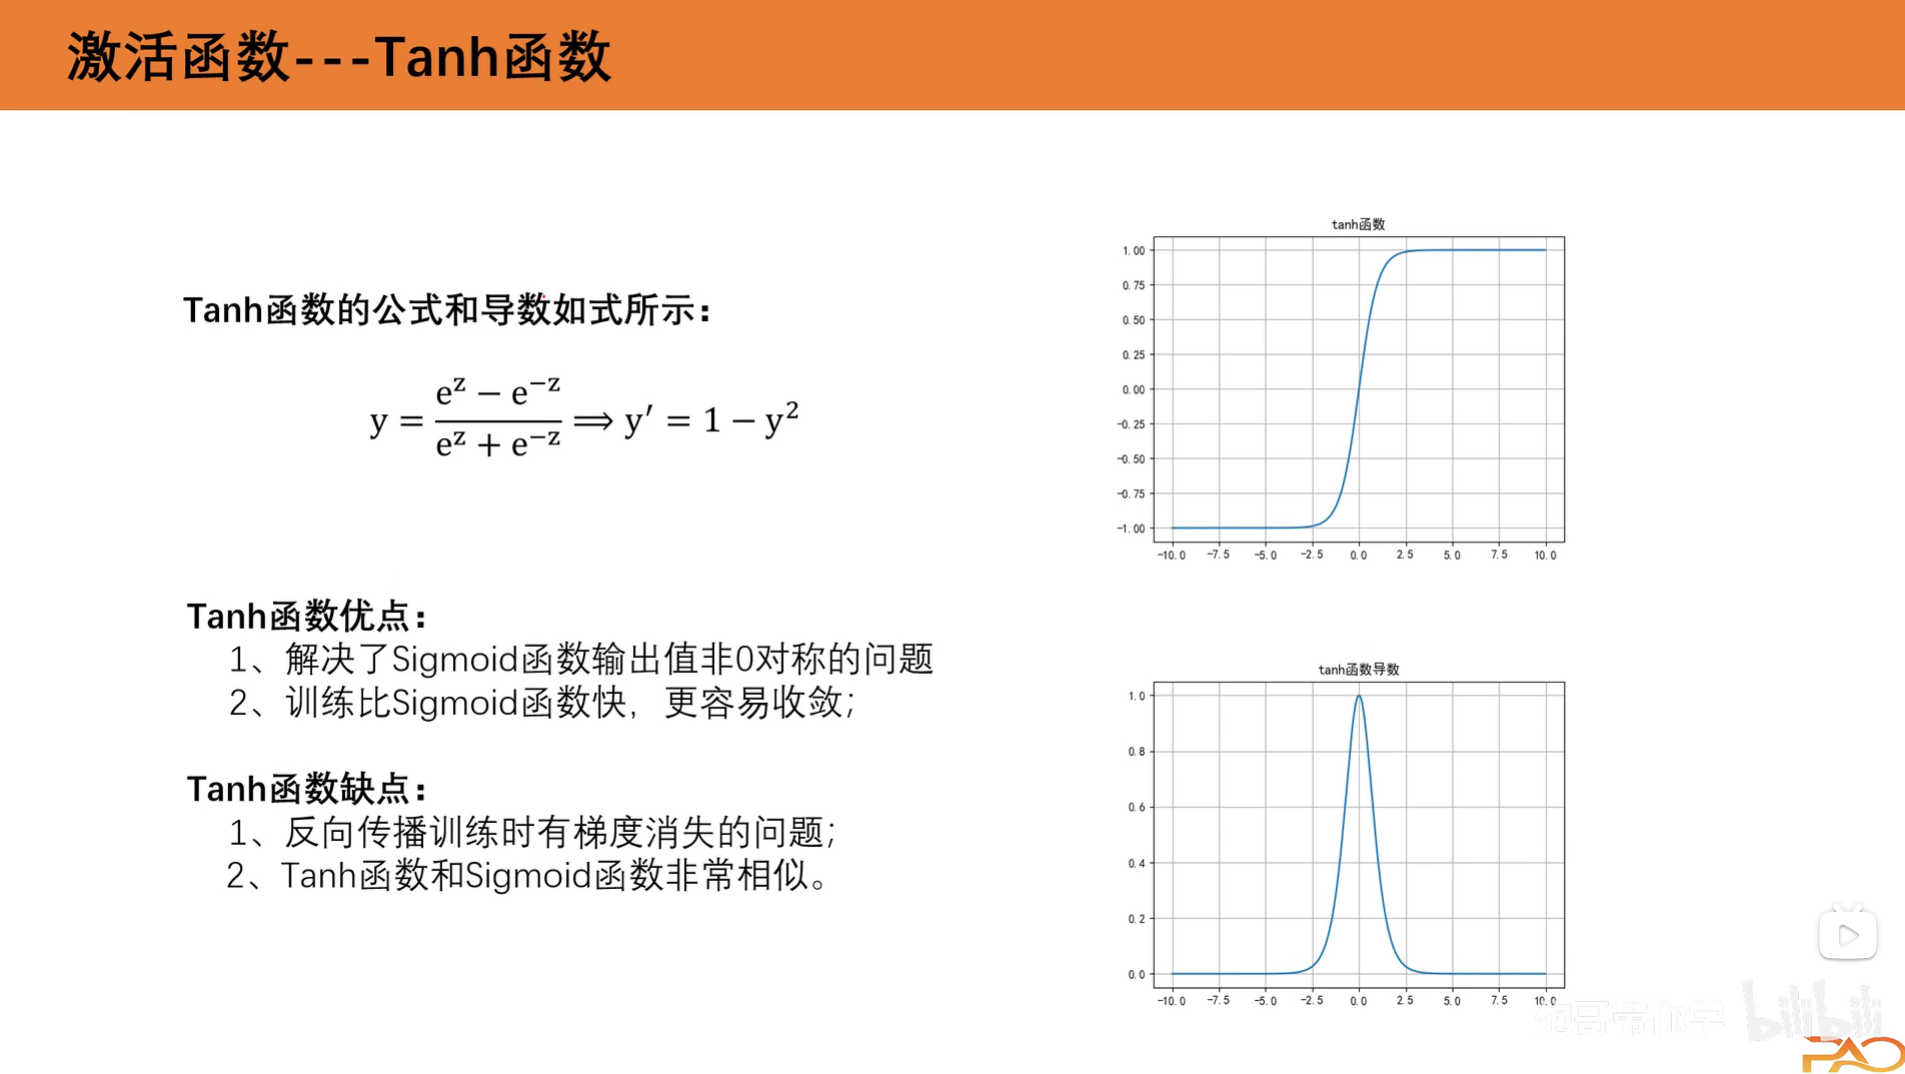 激活函数---Tanh函数
Tanh函数的公式和导数如式所示：
y = (e^z − e^−z)/(e^z + e^−z) ⟹ y′ = 1 − y²
Tanh函数优点：
1、解决了Sigmoid函数输出值非0对称的问题
2、训练比Sigmoid函数快，更容易收敛；
Tanh函数缺点：
1、反向传播训练时有梯度消失的问题；
2、Tanh函数和Sigmoid函数非常相似。
tanh函数
1.00
0.75
0.50
0.25
0.00
−0.25
−0.50
−0.75
−1.00
−10.0 −7.5 −5.0 −2.5 0.0 2.5 5.0 7.5 10.0
tanh函数导数
1.0
0.8
0.6
0.4
0.2
0.0
−10.0 −7.5 −5.0 −2.5 0.0 2.5 5.0 7.5 10.0
哥带你学 bilibili
PAO